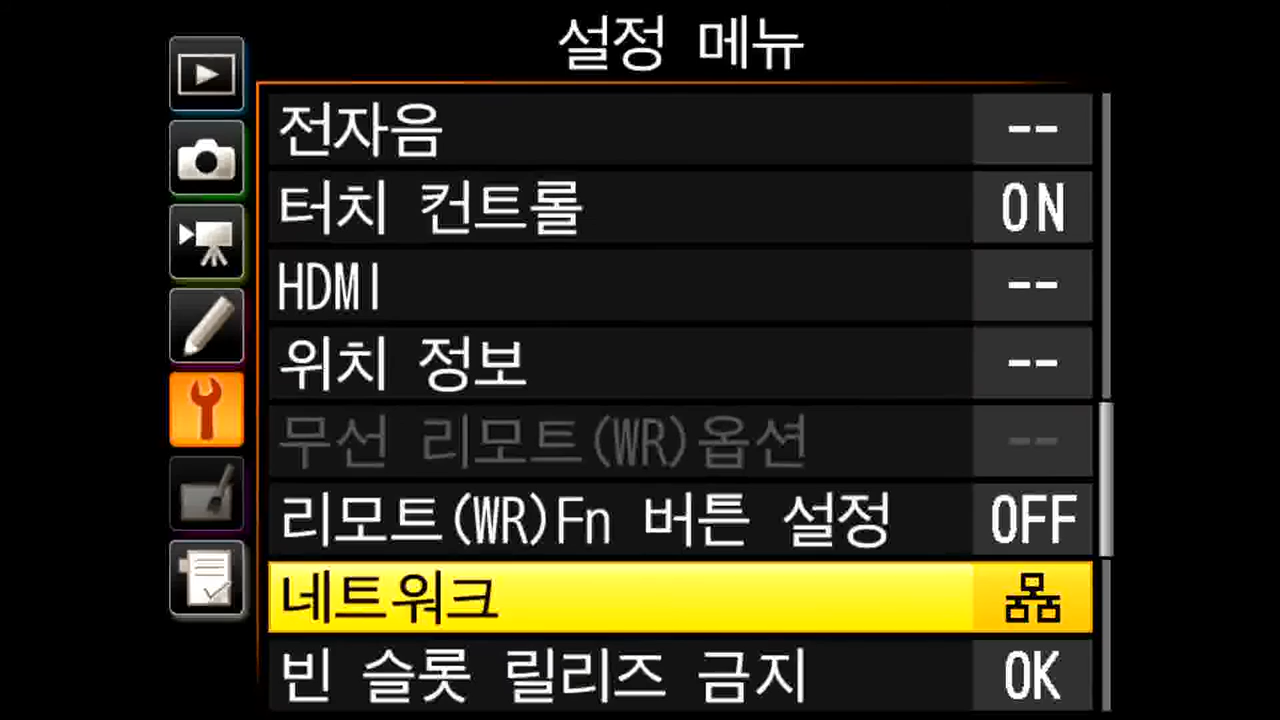 설정 메뉴
전자음 --
터치 컨트롤 ON
HDMI --
위치 정보 --
무선 리모트(WR)옵션 --
리모트(WR)Fn 버튼 설정 OFF
네트워크
빈 슬롯 릴리즈 금지 OK